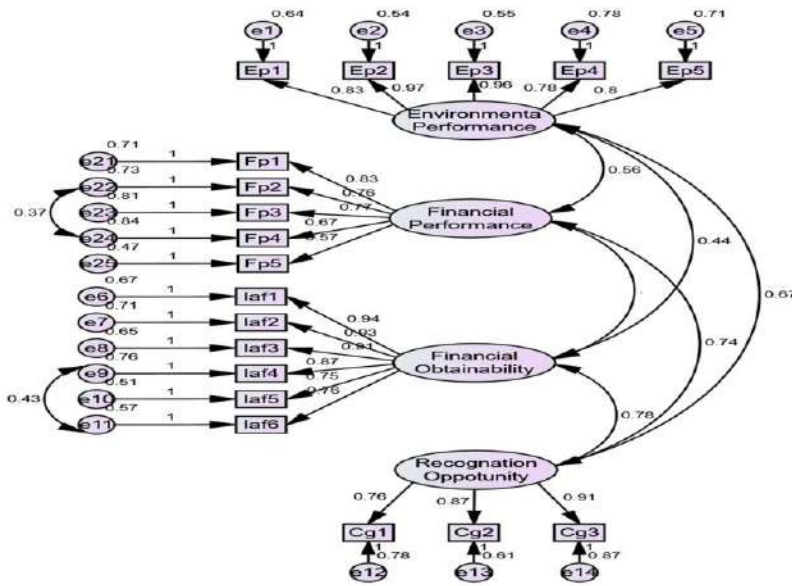 0.64 0.54 0.55 0.78 0.71
e1 e2 e3 e4 e5
1 1 1 1 1
Ep1 Ep2 Ep3 Ep4 Ep5
0.83 0.97 0.96 0.78 0.8
Environmenta
Performance
0.71
e21 1 Fp1
0.73
e22 1 Fp2
0.81
e23 1 Fp3
0.84
e24 1 Fp4
0.47
e25 1 Fp5
0.37
0.83
0.76
0.77
0.67
0.57
Financial
Performance
0.56
0.44
0.67
0.67
e6 1 Iaf1
0.71
e7 1 Iaf2
0.65
e8 1 Iaf3
0.76
e9 1 Iaf4
0.51
e10 1 Iaf5
0.57
e11 1 Iaf6
0.43
0.94
0.93
0.91
0.87
0.75
0.76
Financial
Obtainability
0.74
0.78
Recognation
Oppotunity
0.76 0.87 0.91
Cg1 Cg2 Cg3
1 1 1
0.78 0.61 0.87
e12 e13 e14